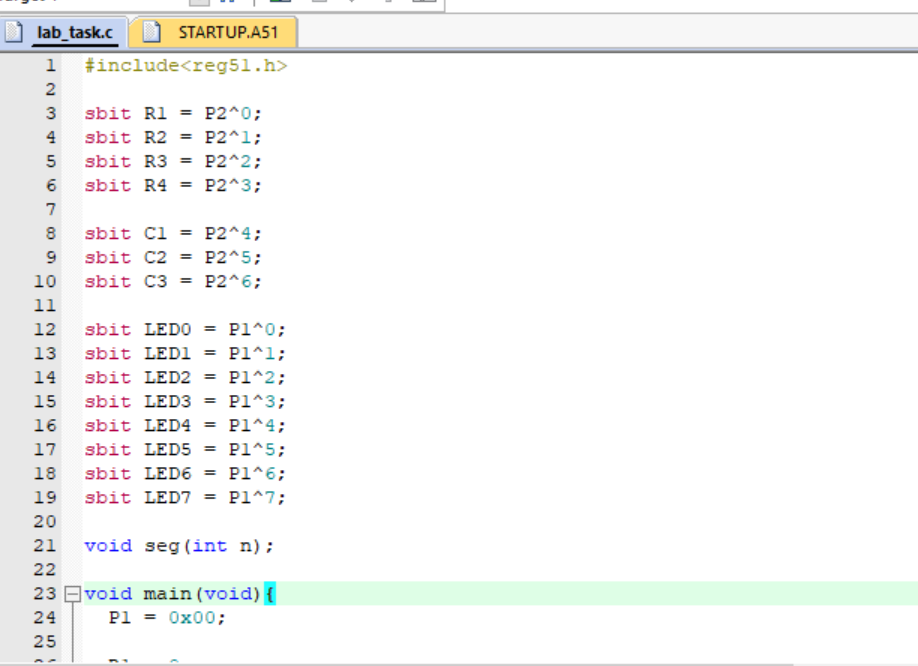 lab_task.c STARTUP.A51
1 #include<reg51.h>
2
3 sbit R1 = P2^0;
4 sbit R2 = P2^1;
5 sbit R3 = P2^2;
6 sbit R4 = P2^3;
7
8 sbit C1 = P2^4;
9 sbit C2 = P2^5;
10 sbit C3 = P2^6;
11
12 sbit LED0 = P1^0;
13 sbit LED1 = P1^1;
14 sbit LED2 = P1^2;
15 sbit LED3 = P1^3;
16 sbit LED4 = P1^4;
17 sbit LED5 = P1^5;
18 sbit LED6 = P1^6;
19 sbit LED7 = P1^7;
20
21 void seg(int n);
22
23 void main(void){
24 P1 = 0x00;
25